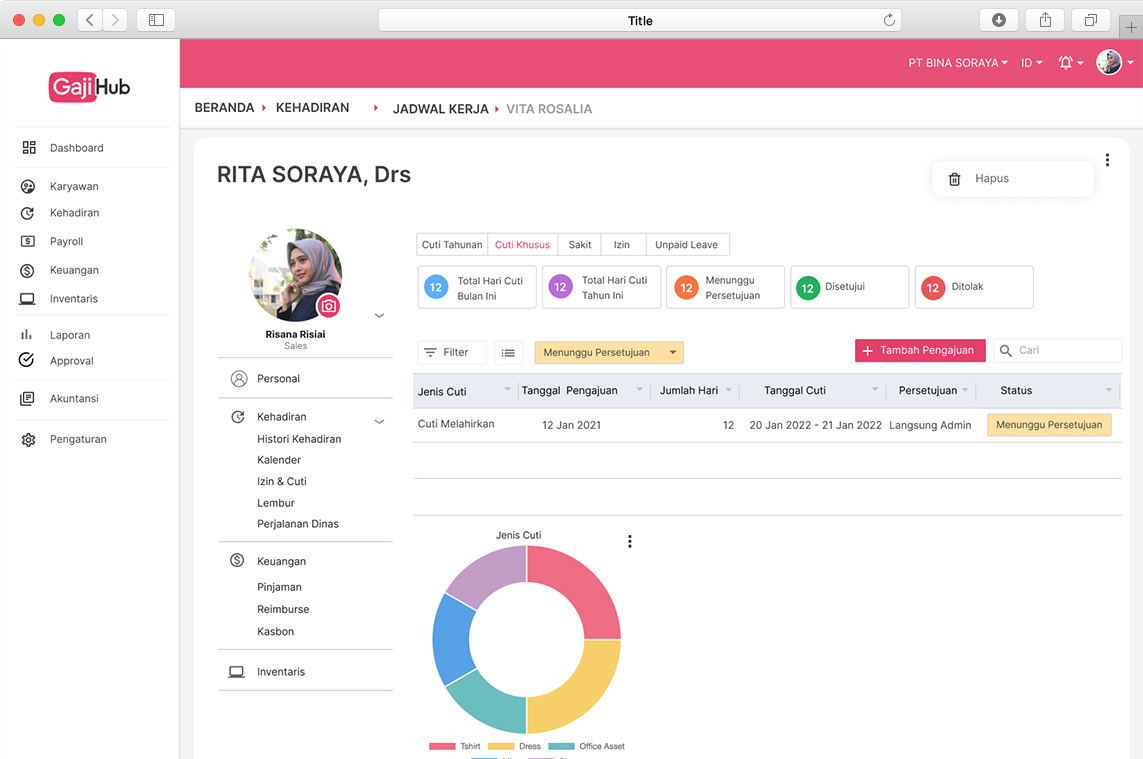 Title
GajiHub
PT BINA SORAYA ID
BERANDA KEHADIRAN JADWAL KERJA VITA ROSALIA
Dashboard
Karyawan
Kehadiran
Payroll
Keuangan
Inventaris
Laporan
Approval
Akuntansi
Pengaturan
RITA SORAYA, Drs
Hapus
Risana Risiai
Sales
Personal
Kehadiran
Histori Kehadiran
Kalender
Izin & Cuti
Lembur
Perjalanan Dinas
Keuangan
Pinjaman
Reimburse
Kasbon
Inventaris
Cuti Tahunan Cuti Khusus Sakit Izin Unpaid Leave
12 Total Hari Cuti
Bulan Ini
12 Total Hari Cuti
Tahun Ini
12 Menunggu
Persetujuan
12 Disetujui
12 Ditolak
Filter Menunggu Persetujuan + Tambah Pengajuan Cari
Jenis Cuti Tanggal Pengajuan Jumlah Hari Tanggal Cuti Persetujuan Status
Cuti Melahirkan 12 Jan 2021 12 20 Jan 2022 - 21 Jan 2022 Langsung Admin Menunggu Persetujuan
Jenis Cuti
Tshirt Dress Office Asset